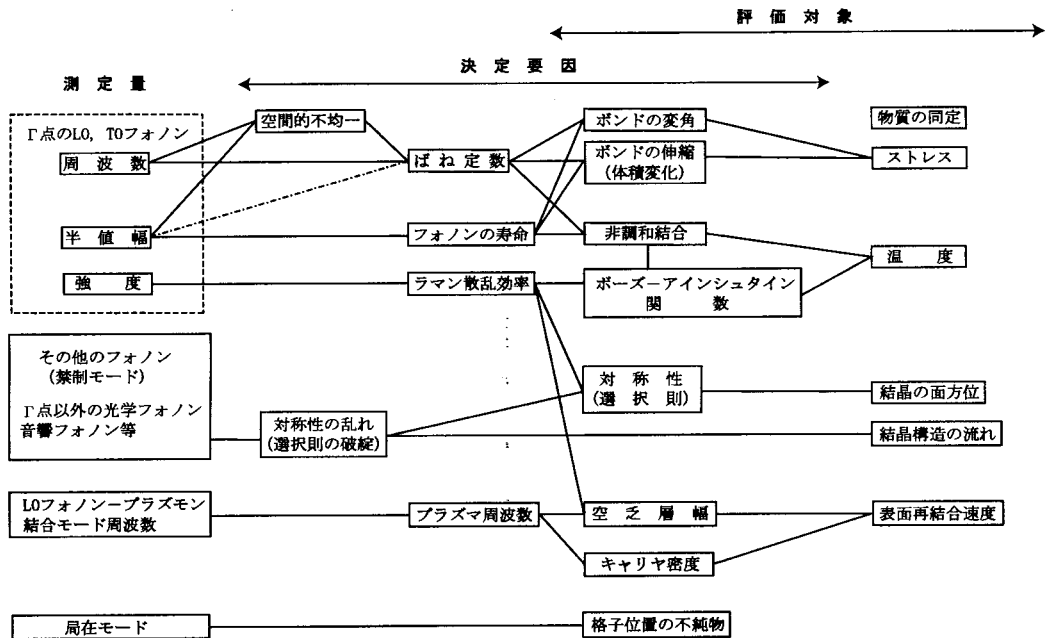 評価対象
決定要因
測定量
Γ点のLO, TOフォノン
周波数
半値幅
強度
空間的不均一
ばね定数
フォノンの寿命
ラマン散乱効率
ボンドの変角
ボンドの伸縮
(体積変化)
非調和結合
ボーズ－アインシュタイン
関数
物質の同定
ストレス
温度
その他のフォノン
(禁制モード)
Γ点以外の光学フォノン
音響フォノン等
対称性の乱れ
(選択則の破綻)
対称性
(選択則)
結晶の面方位
結晶構造の流れ
LOフォノン－プラズモン
結合モード周波数
プラズマ周波数
空乏層幅
キャリヤ密度
表面再結合速度
局在モード
格子位置の不純物